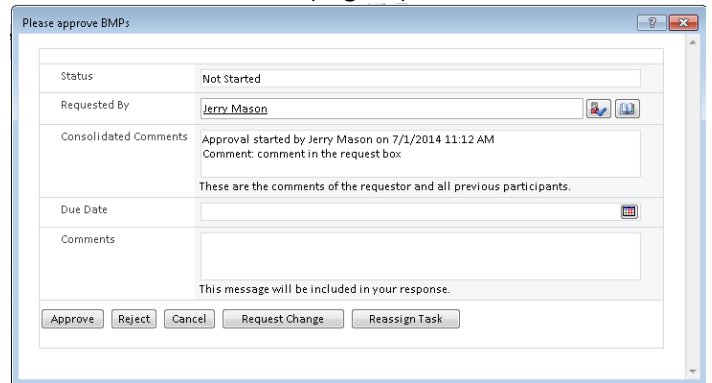 Please approve BMPs
Status
Not Started
Requested By
Jerry Mason
Consolidated Comments
Approval started by Jerry Mason on 7/1/2014 11:12 AM
Comment: comment in the request box
These are the comments of the requestor and all previous participants.
Due Date
Comments
This message will be included in your response.
Approve Reject Cancel Request Change Reassign Task